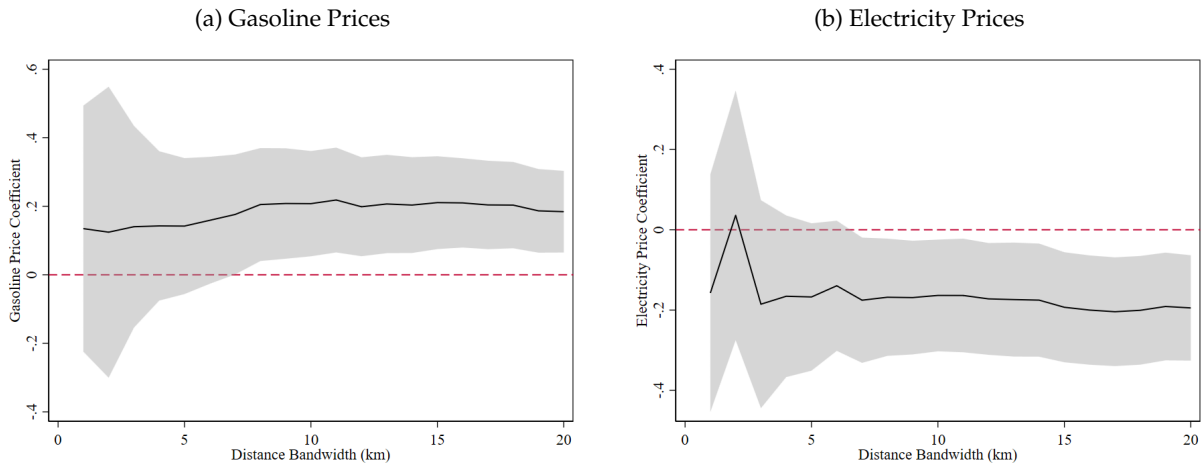 (a) Gasoline Prices
Gasoline Price Coefficient
.6
.4
.2
0
-.2
-.4
0 5 10 15 20
Distance Bandwidth (km)
(b) Electricity Prices
Electricity Price Coefficient
.4
.2
0
-.2
-.4
0 5 10 15 20
Distance Bandwidth (km)